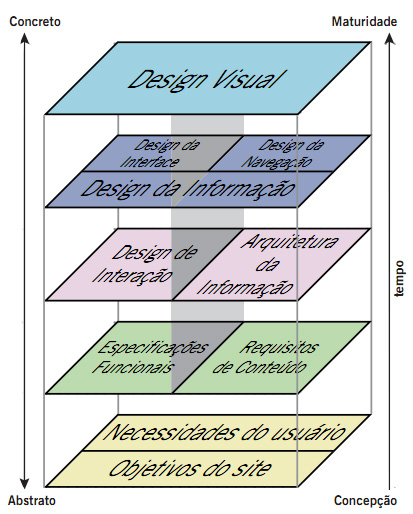 Concreto
Maturidade
Design Visual
Design da
Interface
Design da
Navegação
Design da Informação
Design de
Interação
Arquitetura
da
Informação
tempo
Especificações
Funcionais
Requisitos
de Conteúdo
Necessidades do usuário
Objetivos do site
Abstrato
Concepção